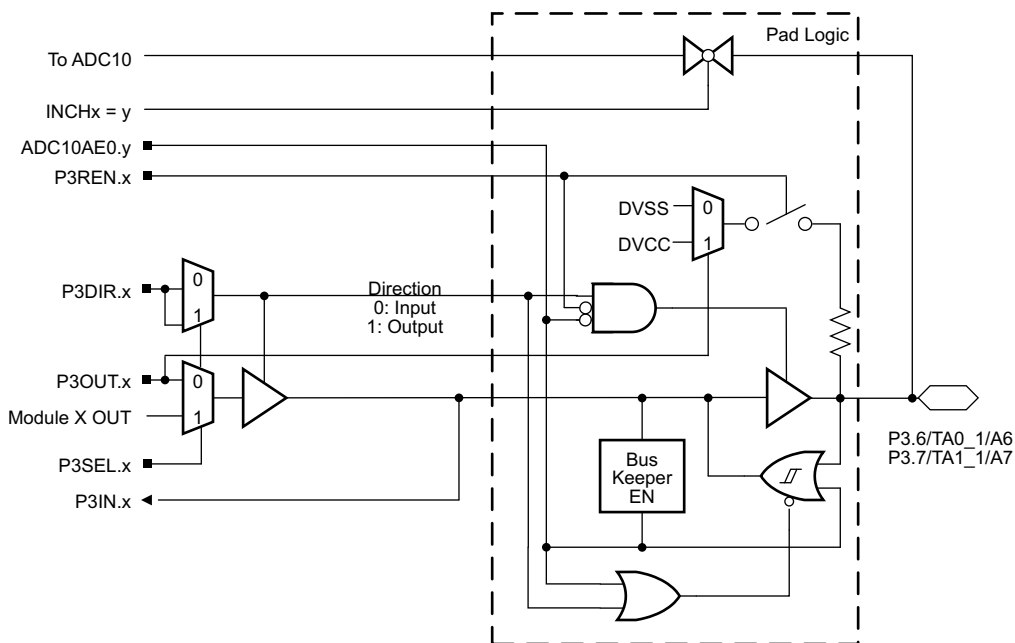 Pad Logic
To ADC10
INCHx = y
ADC10AE0.y
P3REN.x
DVSS
0
DVCC
1
P3DIR.x
0
1
Direction
0: Input
1: Output
P3OUT.x
0
Module X OUT
1
P3SEL.x
P3IN.x
Bus
Keeper
EN
P3.6/TA0_1/A6
P3.7/TA1_1/A7